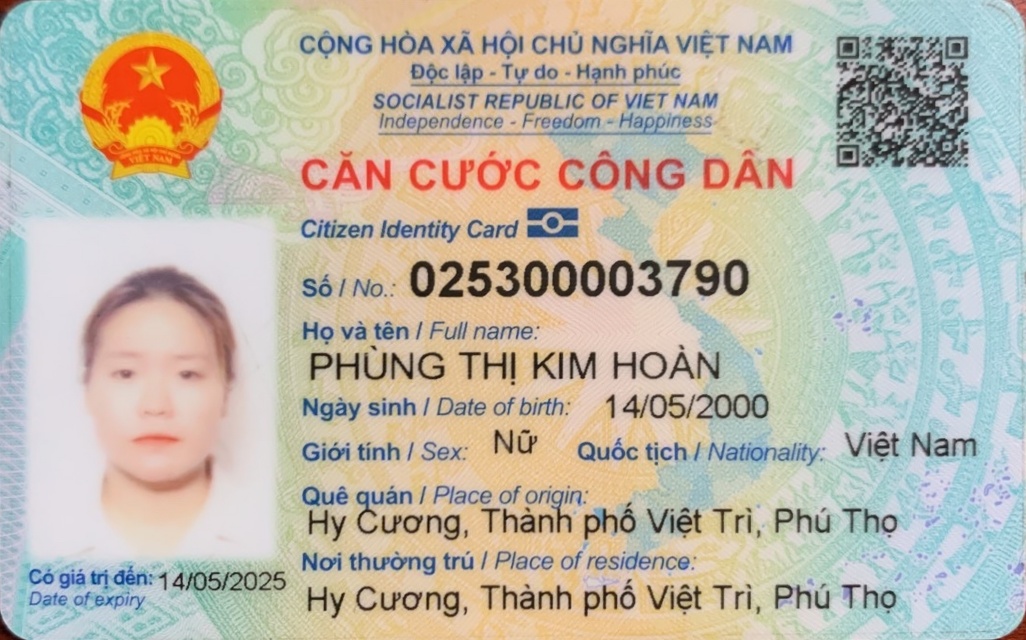 CỘNG HÒA XÃ HỘI CHỦ NGHĨA VIỆT NAM
Độc lập - Tự do - Hạnh phúc
SOCIALIST REPUBLIC OF VIET NAM
Independence - Freedom - Happiness
VIỆT NAM
CĂN CƯỚC CÔNG DÂN
Citizen Identity Card
Số / No.: 025300003790
Họ và tên / Full name:
PHÙNG THỊ KIM HOÀN
Ngày sinh / Date of birth: 14/05/2000
Giới tính / Sex: Nữ Quốc tịch / Nationality: Việt Nam
Quê quán / Place of origin:
Hy Cương, Thành phố Việt Trì, Phú Thọ
Nơi thường trú / Place of residence:
Hy Cương, Thành phố Việt Trì, Phú Thọ
Có giá trị đến: 14/05/2025
Date of expiry